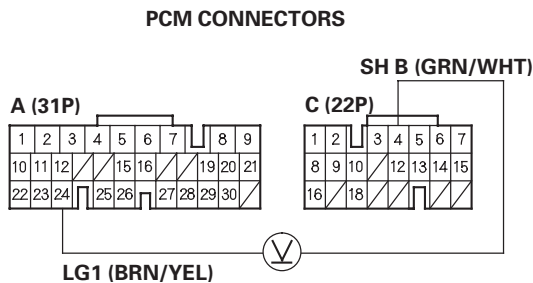 PCM CONNECTORS
SH B (GRN/WHT)
A (31P)
C (22P)
1 2 3 4 5 6 7 8 9
10 11 12 15 16 19 20 21
22 23 24 25 26 27 28 29 30
1 2 3 4 5 6 7
8 9 10 12 13 14 15
16 18
V
LG1 (BRN/YEL)